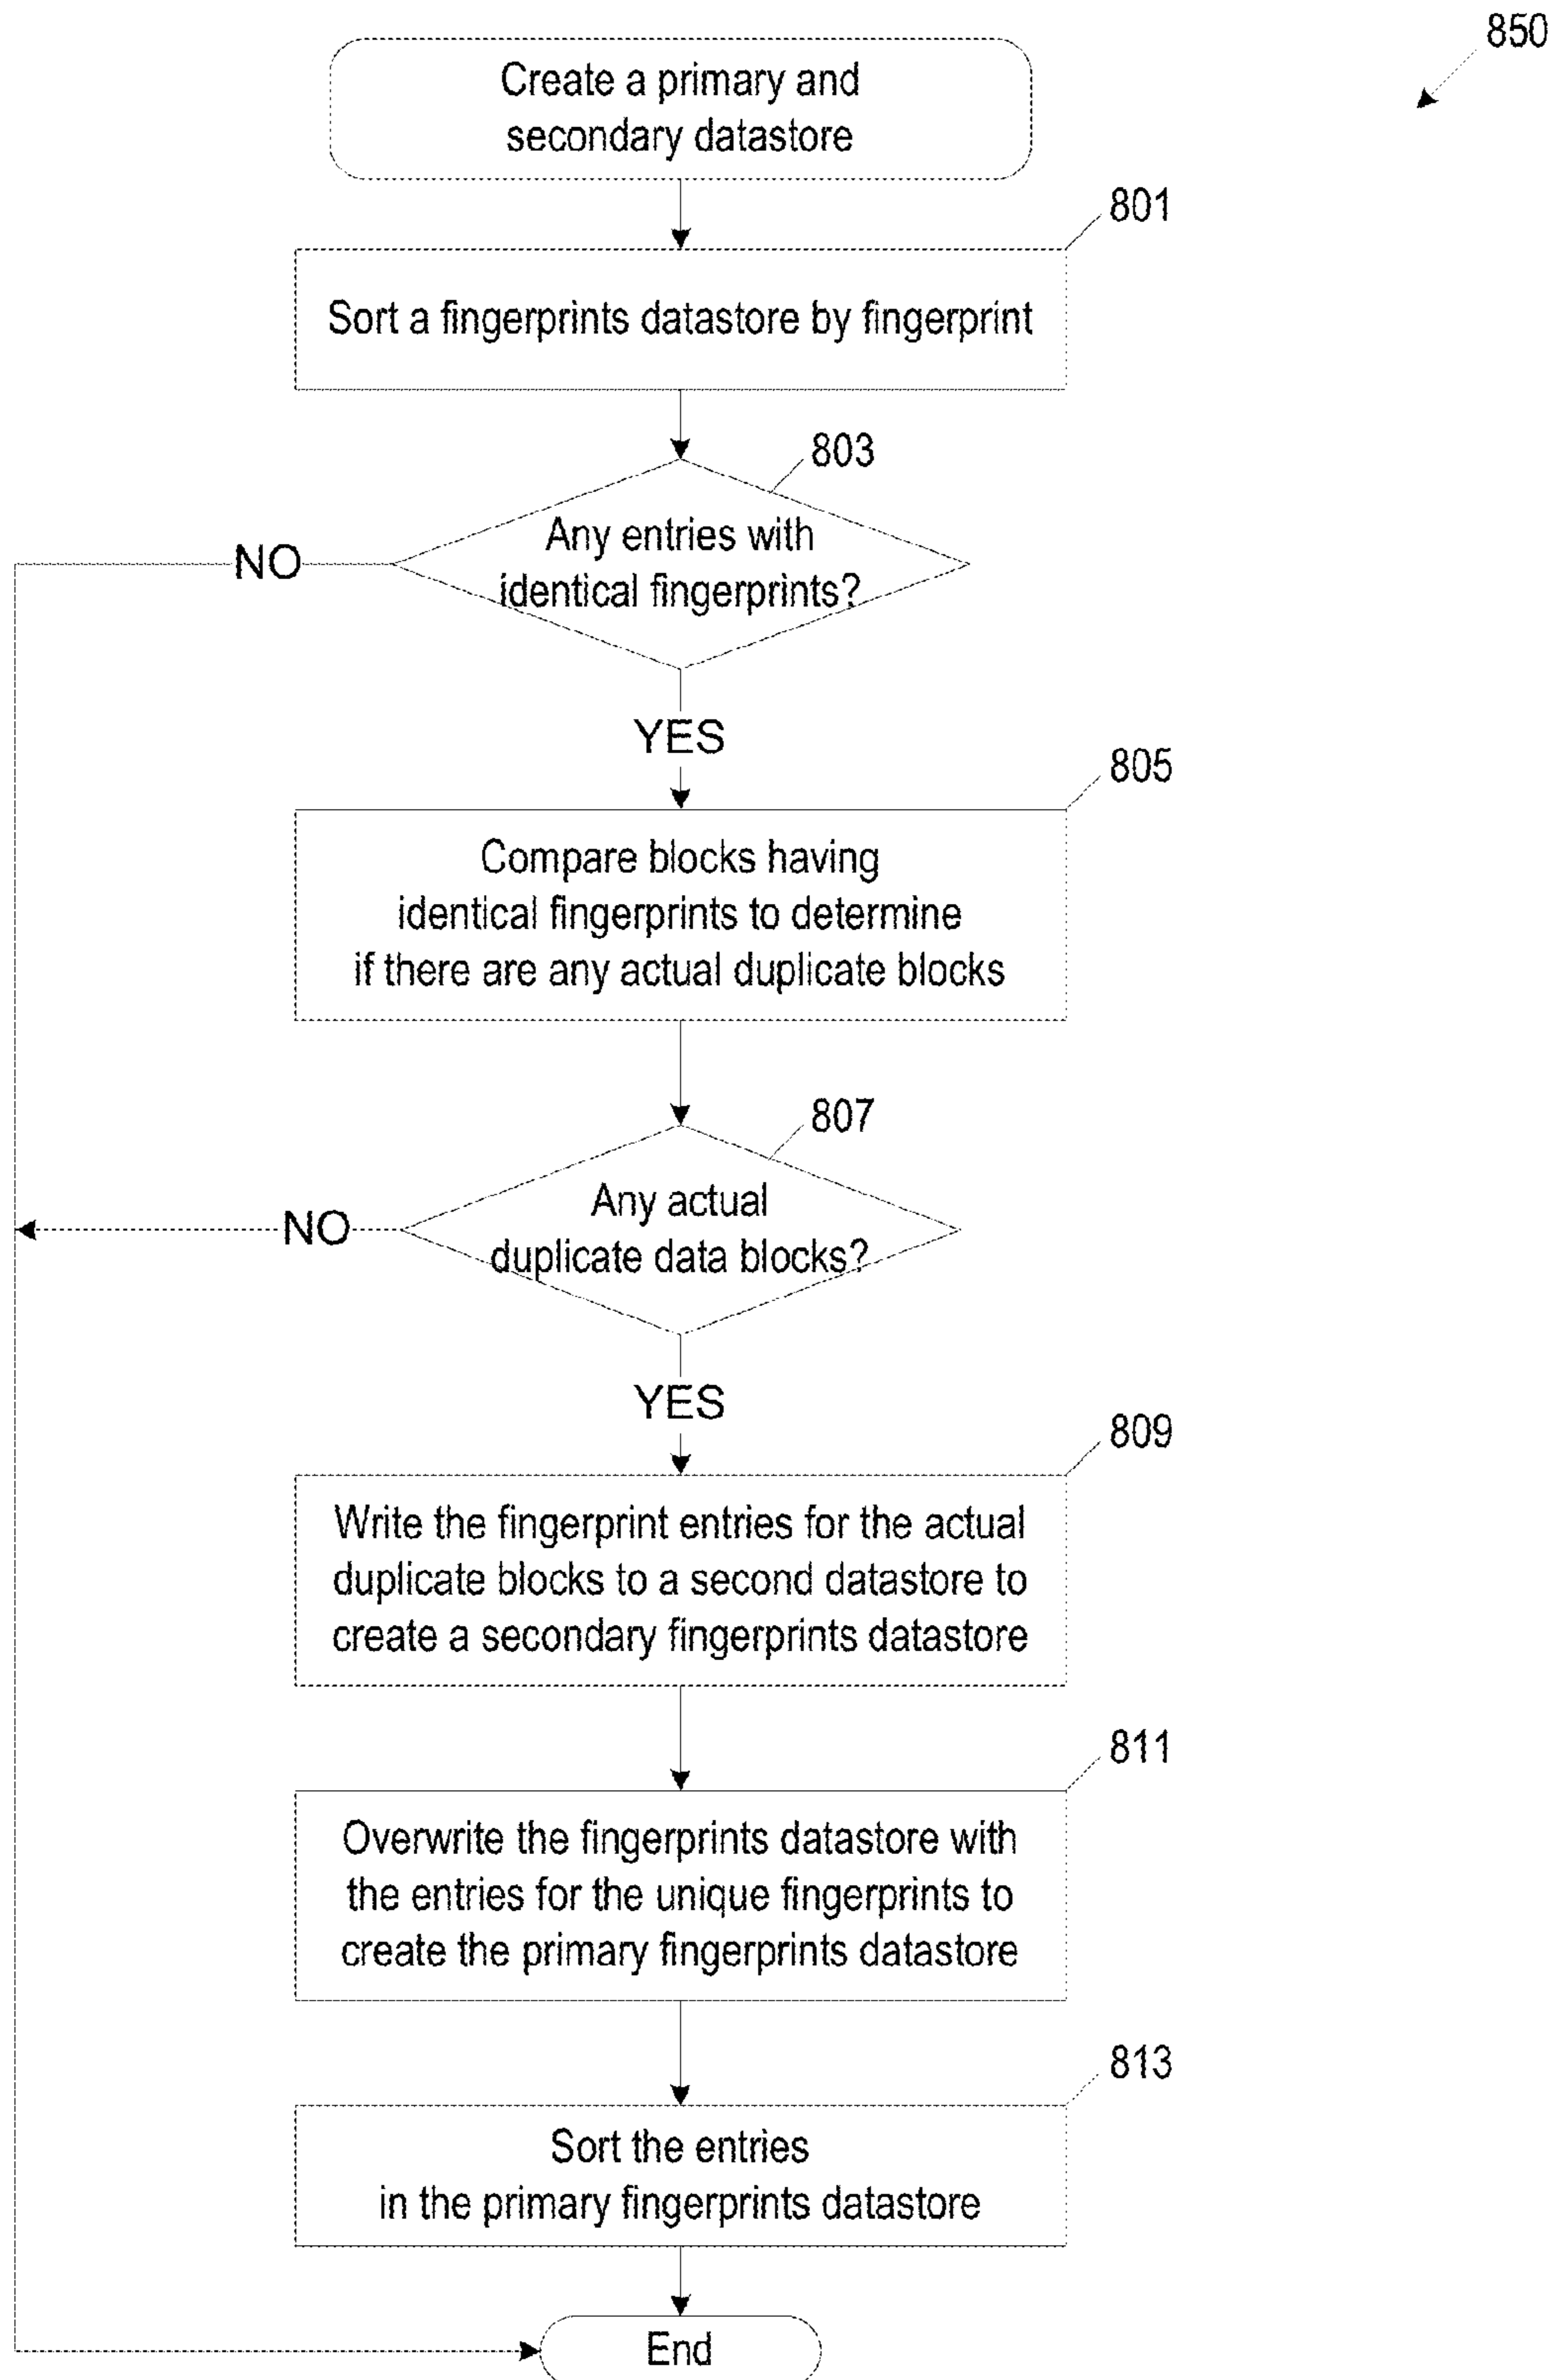 850
Create a primary and
secondary datastore
801
Sort a fingerprints datastore by fingerprint
803
Any entries with
identical fingerprints?
NO
YES
805
Compare blocks having
identical fingerprints to determine
if there are any actual duplicate blocks
807
Any actual
duplicate data blocks?
NO
YES
809
Write the fingerprint entries for the actual
duplicate blocks to a second datastore to
create a secondary fingerprints datastore
811
Overwrite the fingerprints datastore with
the entries for the unique fingerprints to
create the primary fingerprints datastore
813
Sort the entries
in the primary fingerprints datastore
End